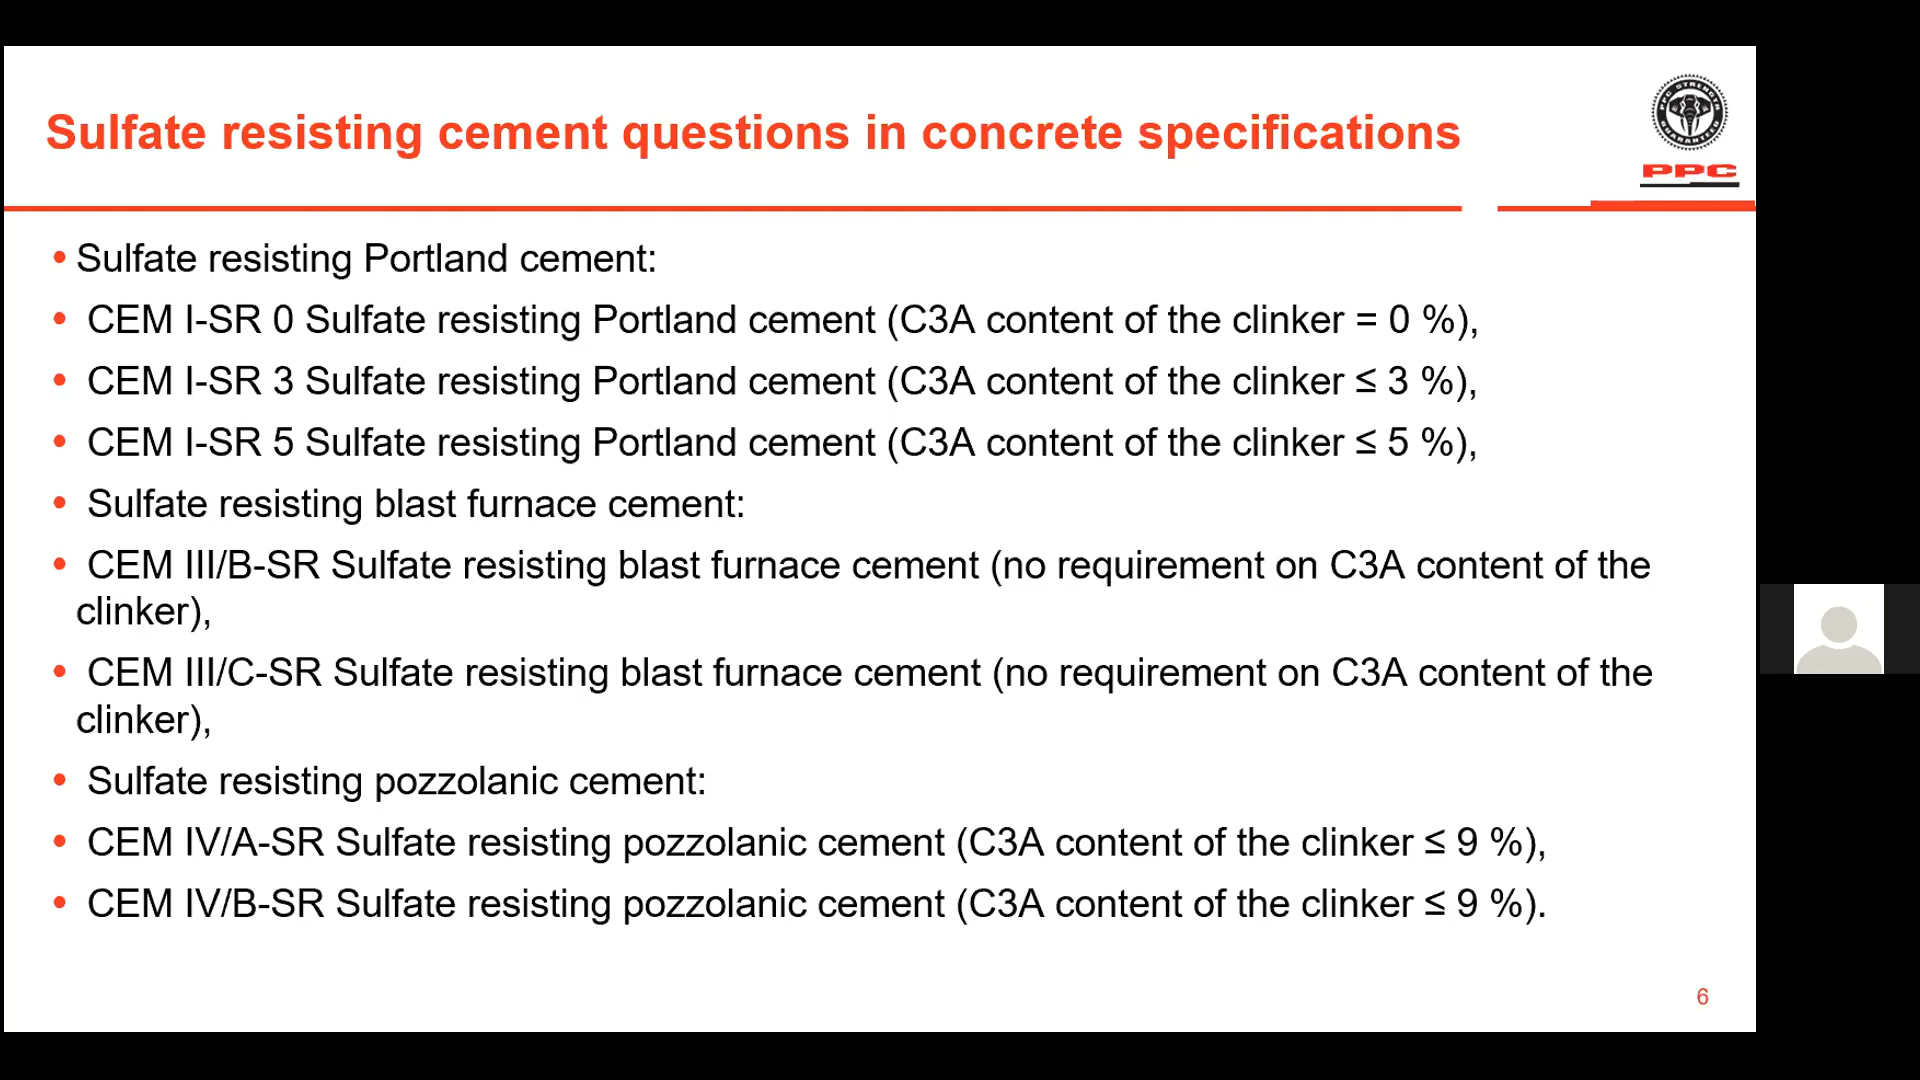 Sulfate resisting cement questions in concrete specifications
PPC STRENGTH
GUARANTEED
PPC
• Sulfate resisting Portland cement:
• CEM I-SR 0 Sulfate resisting Portland cement (C3A content of the clinker = 0 %),
• CEM I-SR 3 Sulfate resisting Portland cement (C3A content of the clinker ≤ 3 %),
• CEM I-SR 5 Sulfate resisting Portland cement (C3A content of the clinker ≤ 5 %),
• Sulfate resisting blast furnace cement:
• CEM III/B-SR Sulfate resisting blast furnace cement (no requirement on C3A content of the
clinker),
• CEM III/C-SR Sulfate resisting blast furnace cement (no requirement on C3A content of the
clinker),
• Sulfate resisting pozzolanic cement:
• CEM IV/A-SR Sulfate resisting pozzolanic cement (C3A content of the clinker ≤ 9 %),
• CEM IV/B-SR Sulfate resisting pozzolanic cement (C3A content of the clinker ≤ 9 %).
6